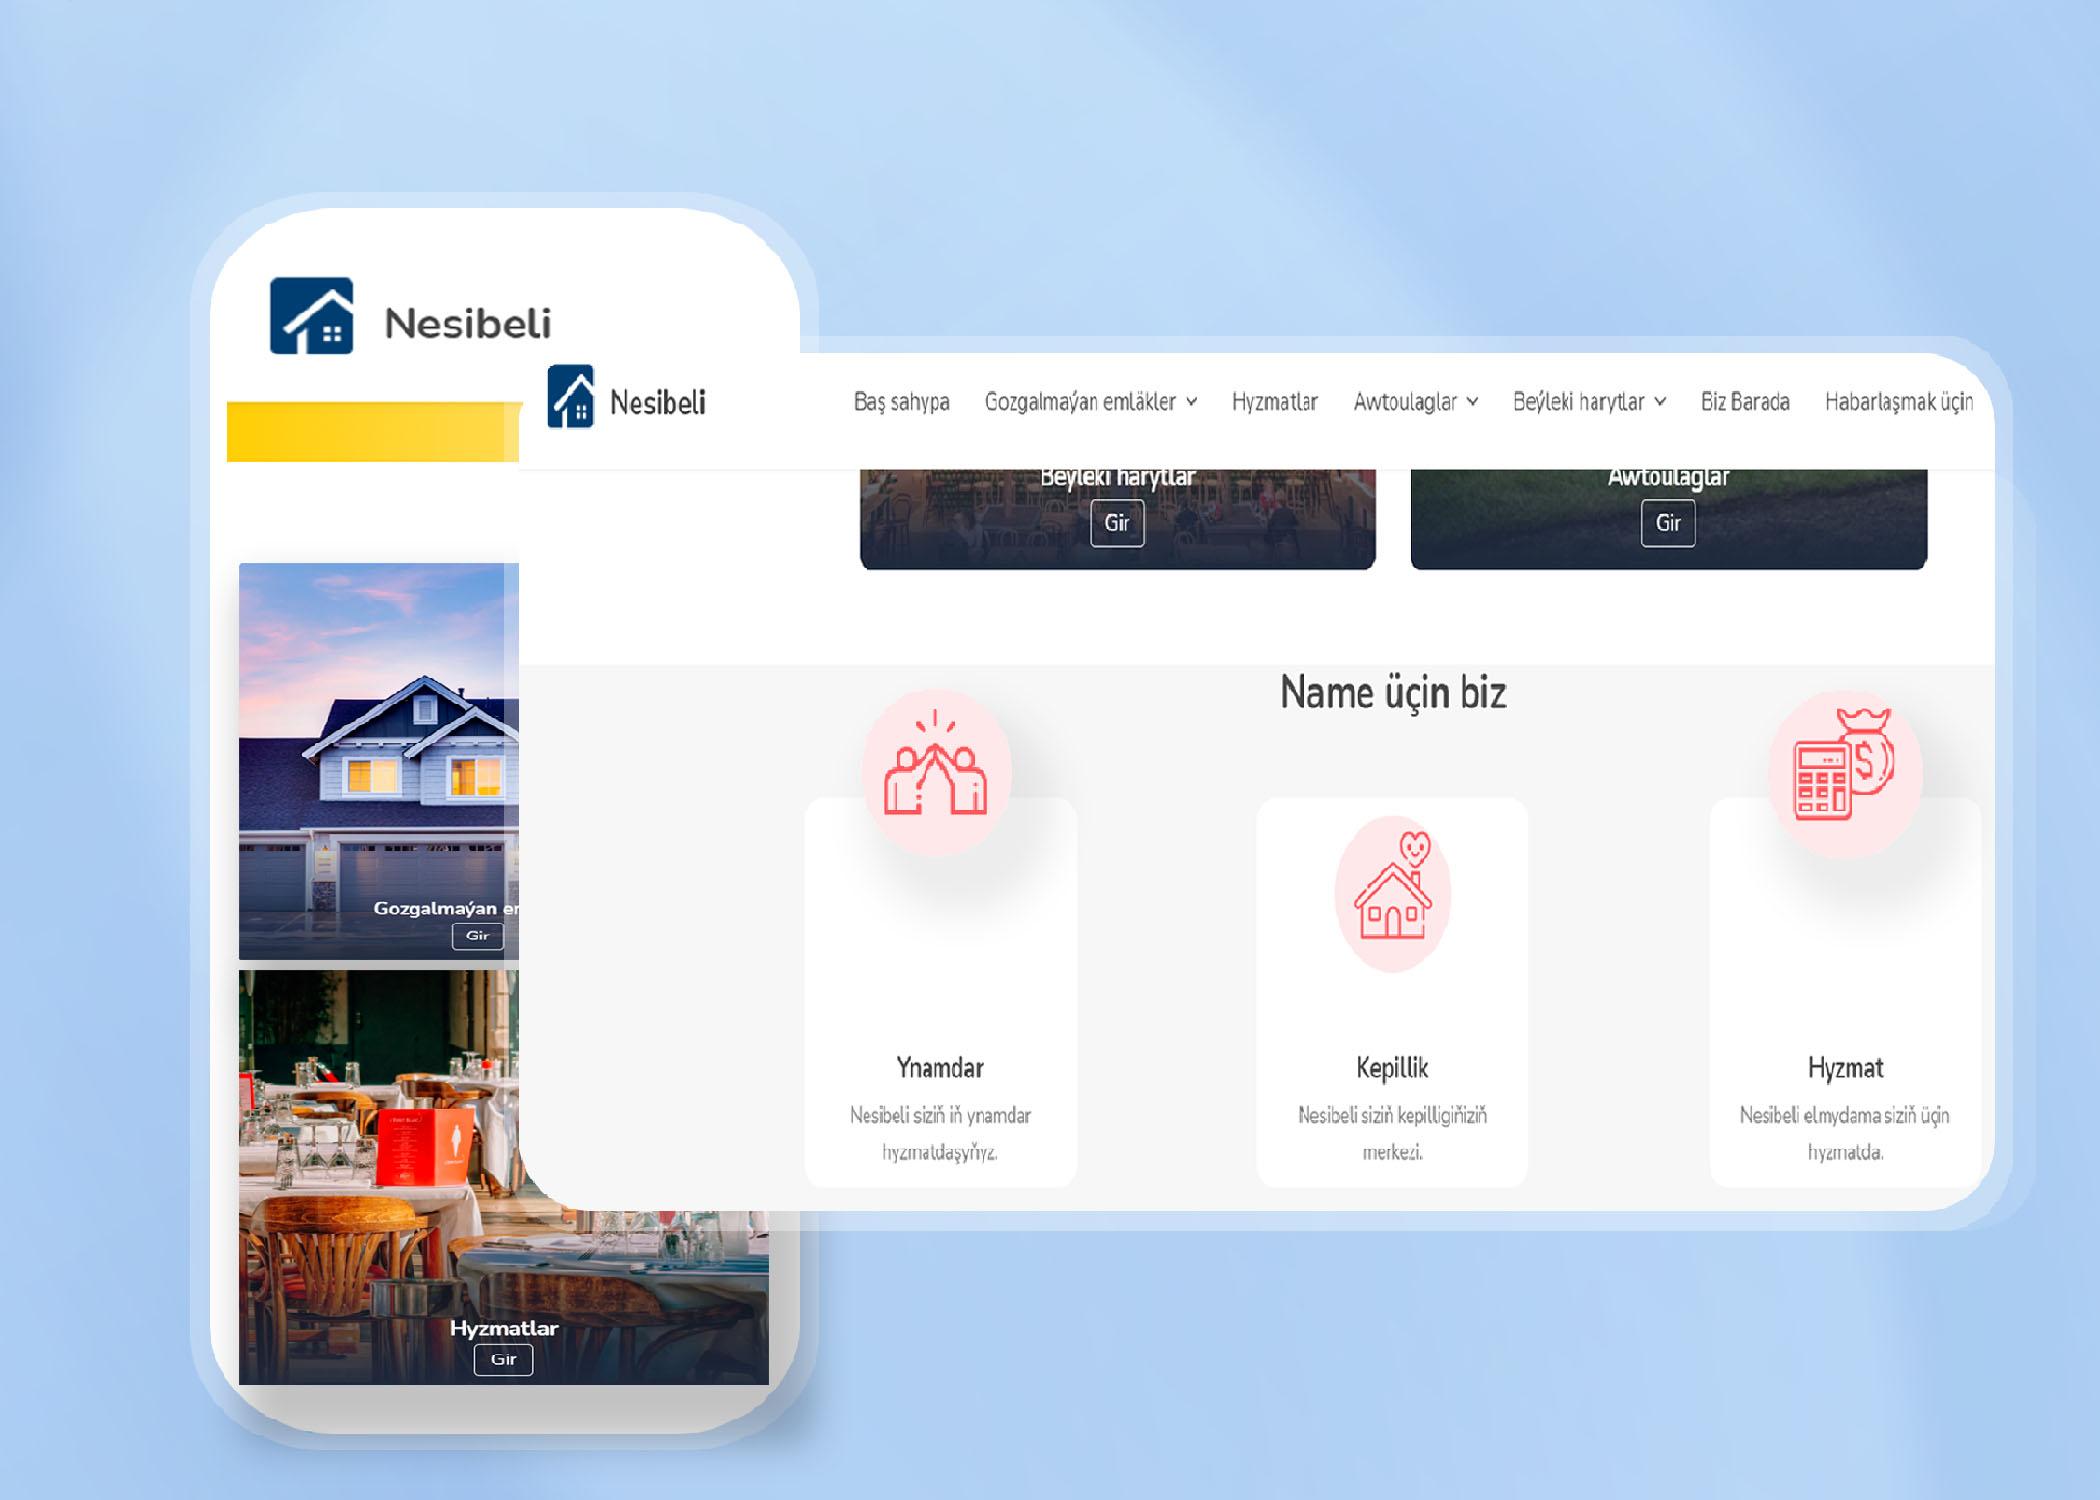 Nesibeli
Gozgalmaýan
Gir
Hyzmatlar
Gir
Nesibeli
Baş sahypa
Gozgalmaýan emläkler
Hyzmatlar
Awtoulaglar
Beýleki harytlar
Biz Barada
Habarlaşmak üçin
Beýleki harytlar
Gir
Awtoulaglar
Gir
Name üçin biz
Ynamdar
Nesibeli siziň iň ynamdar
hyzmatdaşyňyz.
Kepillik
Nesibeli siziň kepilligiňiziň
merkezi.
Hyzmat
Nesibeli elmydama siziň üçin
hyzmatda.